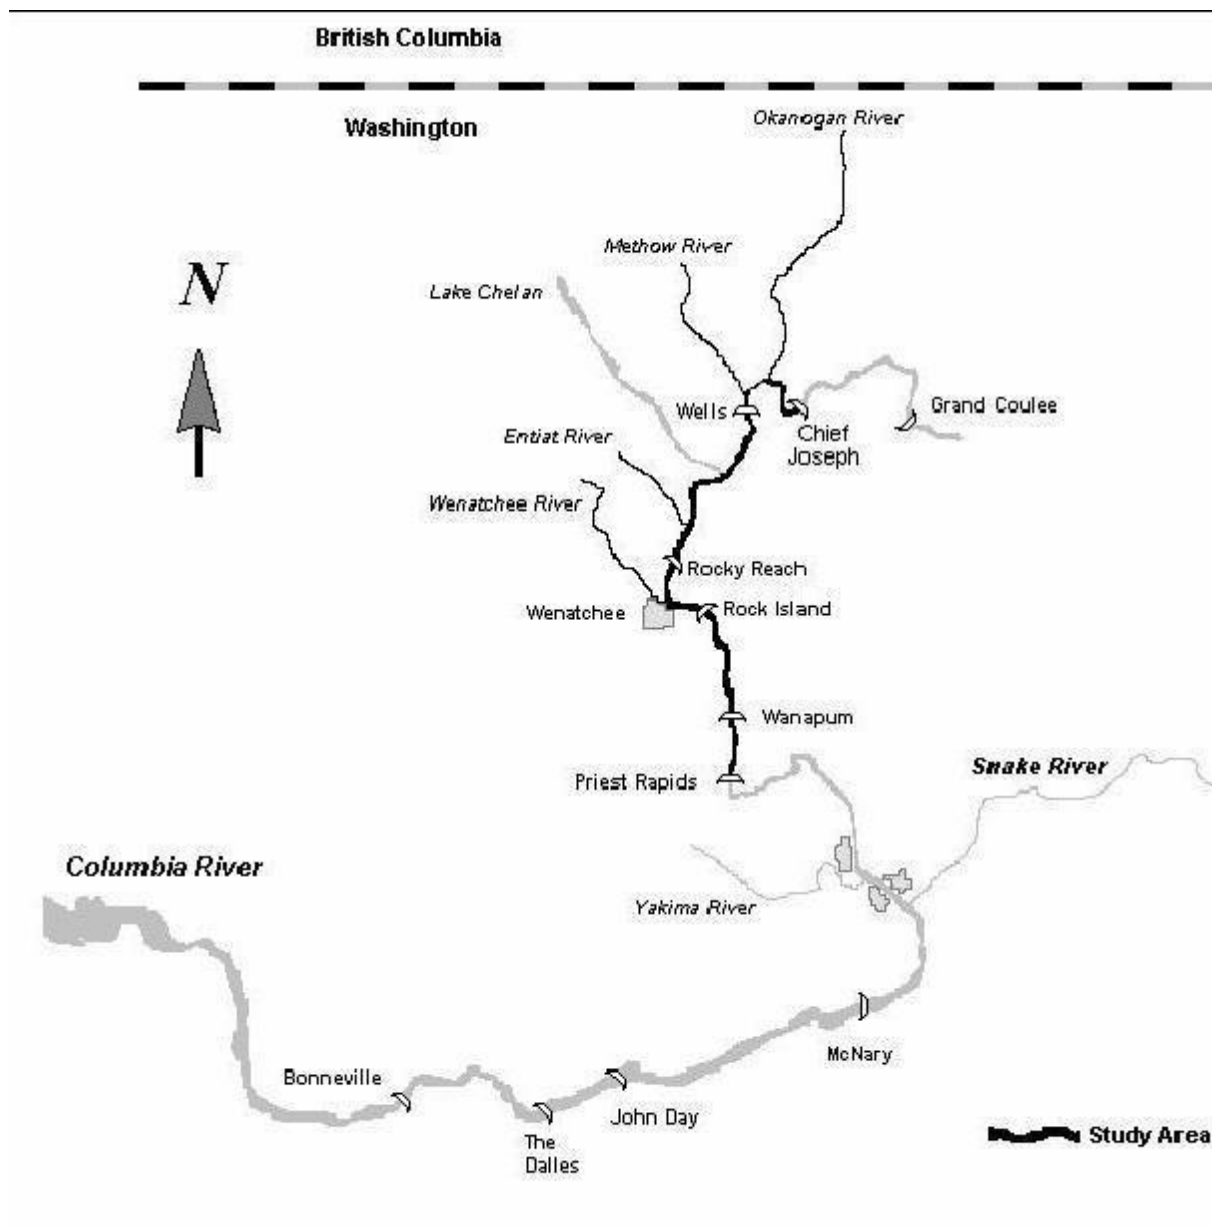 British Columbia
Washington
Okanogan River
Methow River
N
Lake Chelan
Wells
Grand Coulee
Chief
Joseph
Entiat River
Wenatchee River
Rocky Reach
Wenatchee
Rock Island
Wanapum
Priest Rapids
Snake River
Columbia River
Yakima River
McNary
Bonneville
John Day
The
Dalles
Study Area